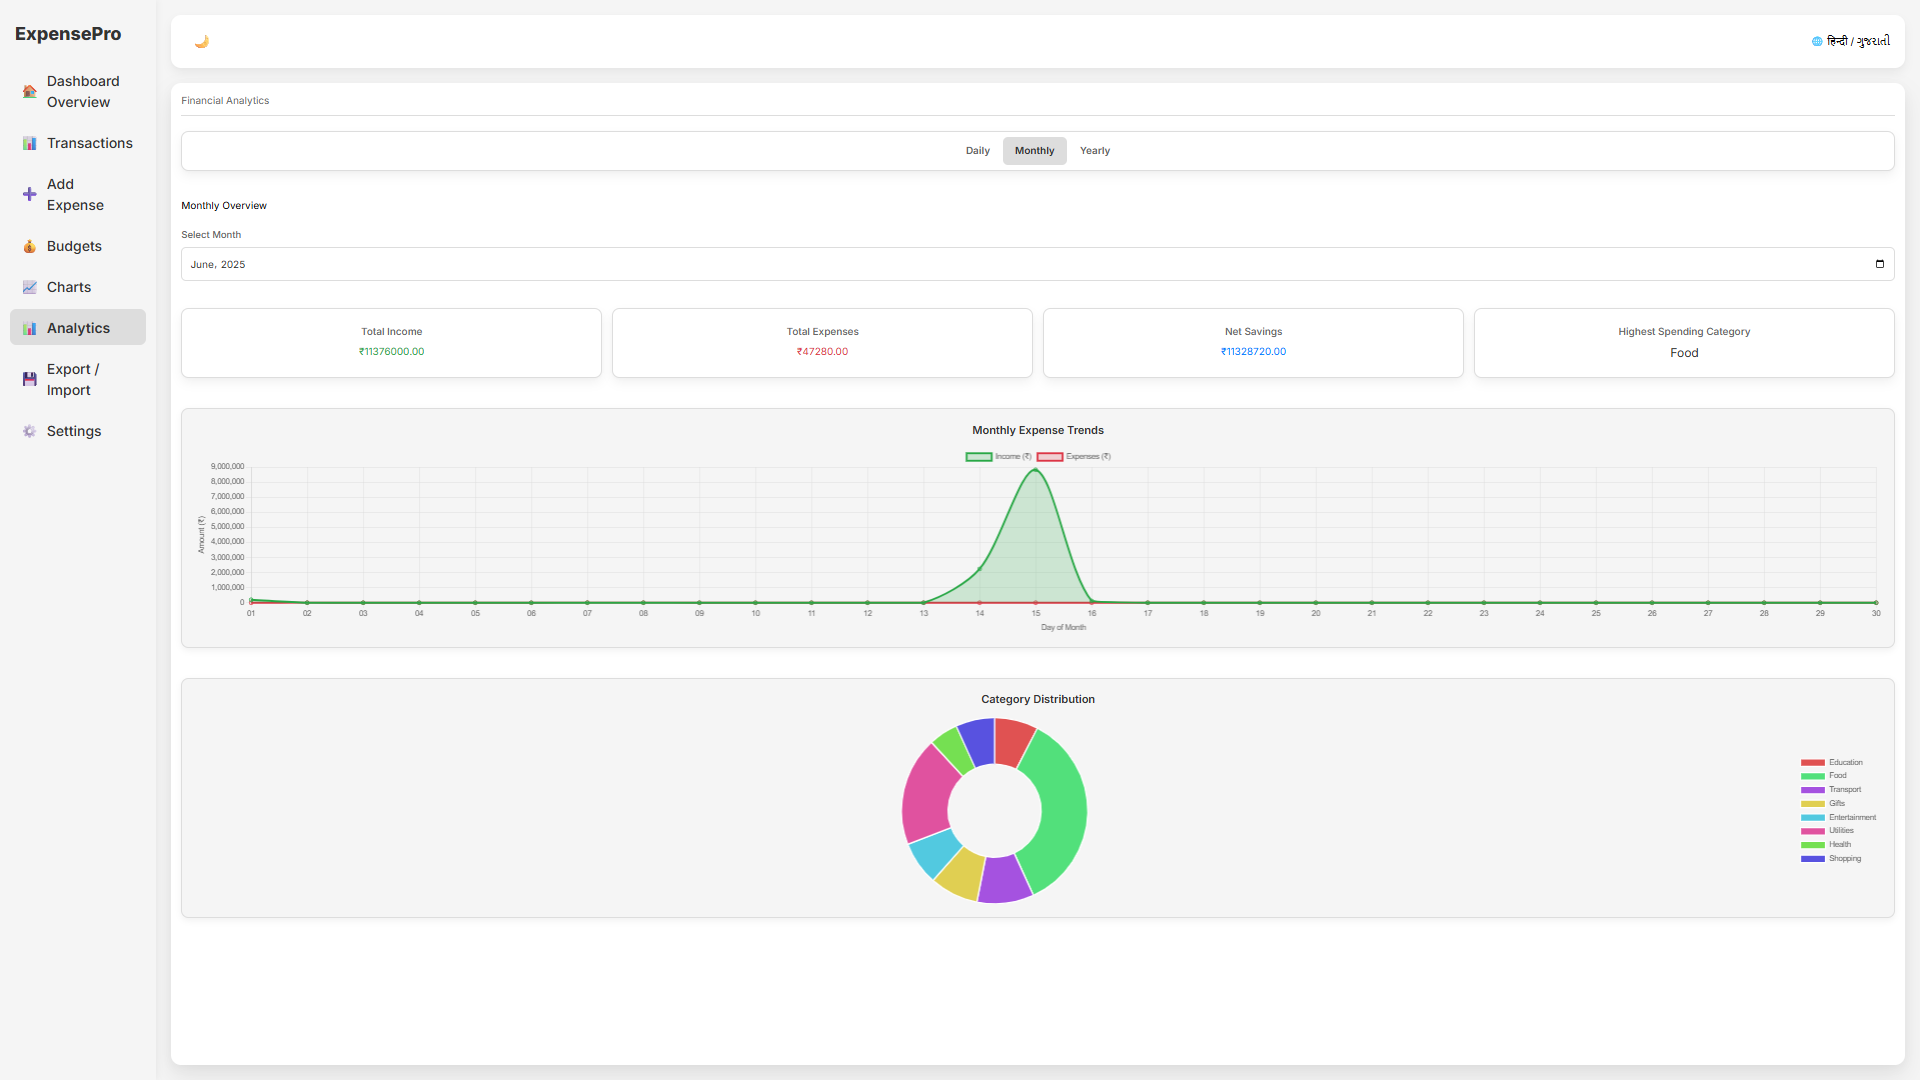 ExpensePro
Dashboard
Overview
Transactions
Add
Expense
Budgets
Charts
Analytics
Export /
Import
Settings
हिन्दी / ગુજરાતી
Financial Analytics
Daily Monthly Yearly
Monthly Overview
Select Month
June, 2025
Total Income
₹11376000.00
Total Expenses
₹47280.00
Net Savings
₹11328720.00
Highest Spending Category
Food
Monthly Expense Trends
Income (₹) Expenses (₹)
9,000,000
8,000,000
7,000,000
6,000,000
5,000,000
4,000,000
3,000,000
2,000,000
1,000,000
0
Amount (₹)
01 02 03 04 05 06 07 08 09 10 11 12 13 14 15 16 17 18 19 20 21 22 23 24 25 26 27 28 29 30
Day of Month
Category Distribution
Education
Food
Transport
Gifts
Entertainment
Utilities
Health
Shopping